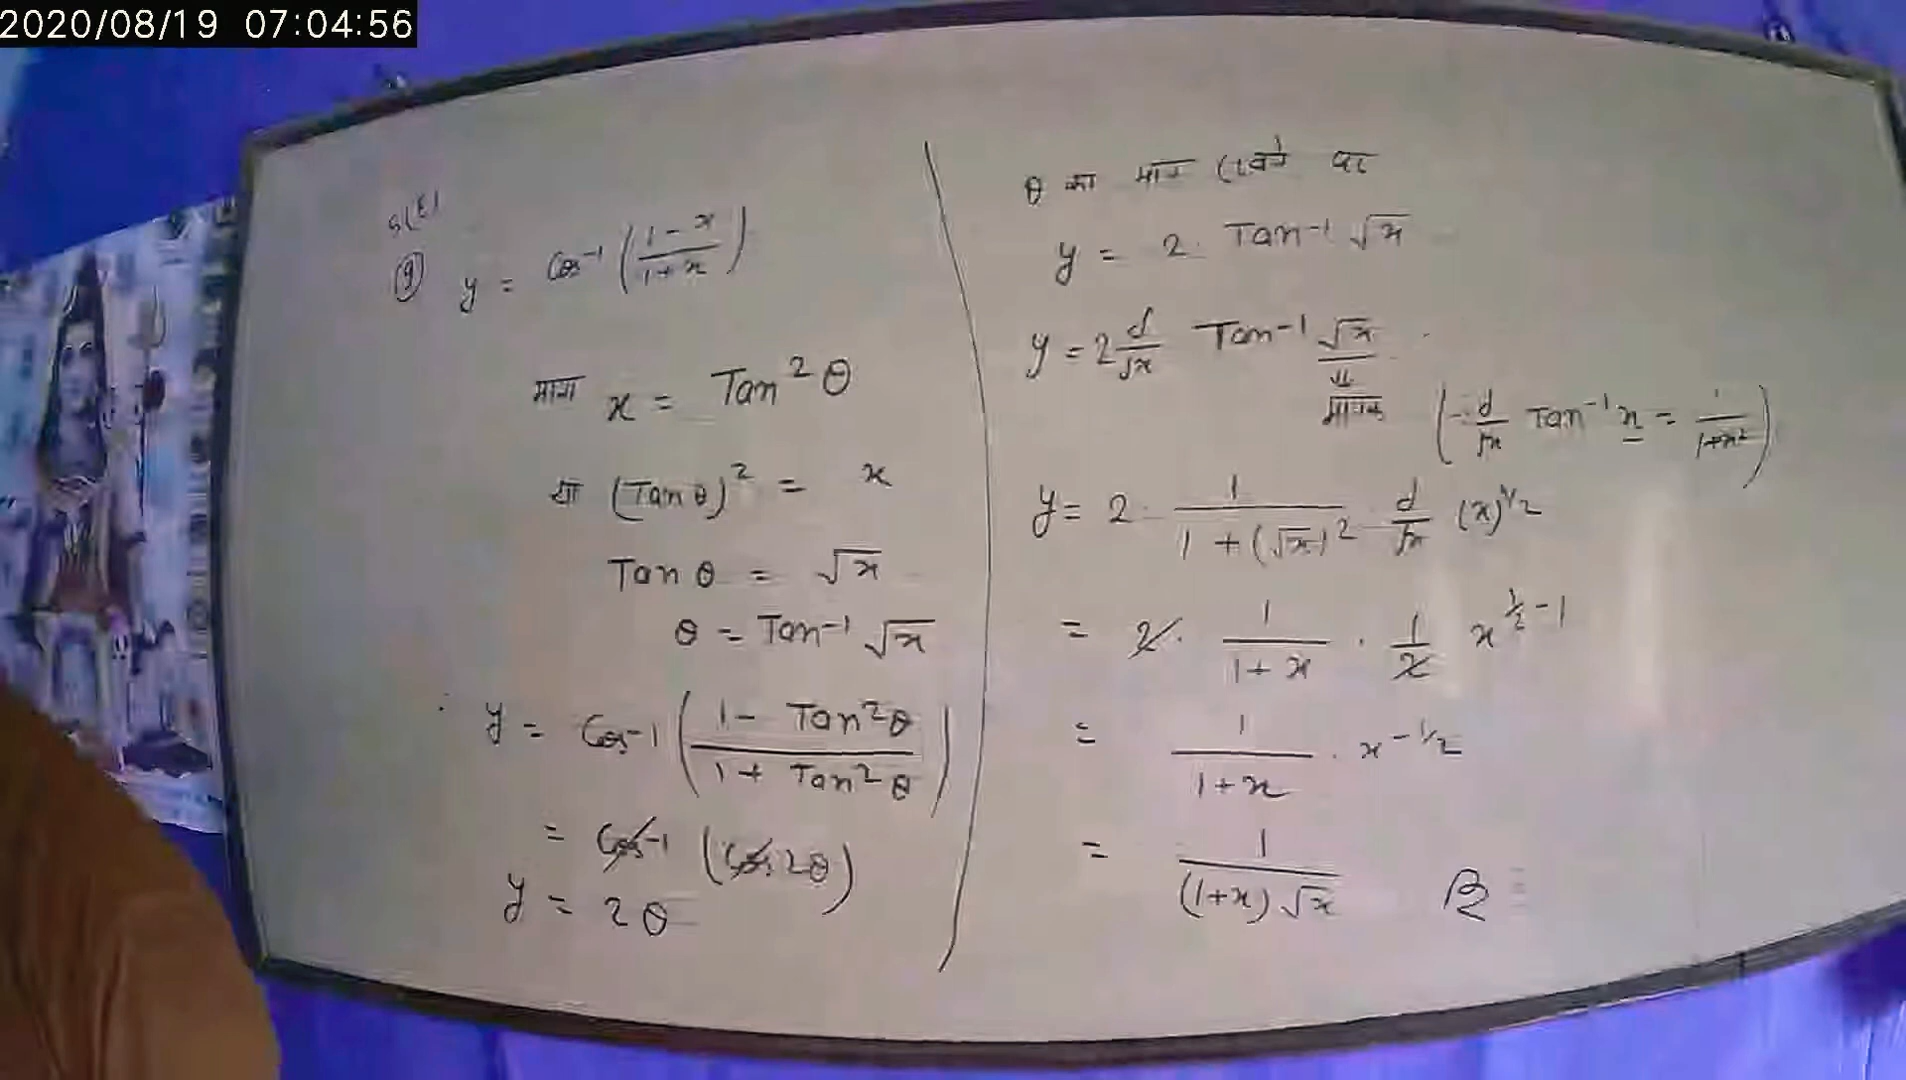 2020/08/19 07:04:56
5(E)
(9) y = Cos⁻¹ ((1-x)/(1+x))
माना x = Tan²θ
या (Tanθ)² = x
Tanθ = √x
θ = Tan⁻¹ √x
y = Cos⁻¹ ((1 - Tan²θ)/(1 + Tan²θ))
= Cos⁻¹ (Cos 2θ)
y = 2θ
θ का मान रखने पर
y = 2 Tan⁻¹ √x
y = 2 d/dx Tan⁻¹ √x
(d/dx Tan⁻¹ x = 1/(1+x²))
y = 2 · 1/(1 + (√x)²) · d/dx (x)^1/2
= 2 · 1/(1+x) · 1/2 x^(1/2 - 1)
= 1/(1+x) · x^-1/2
= 1/((1+x)√x)